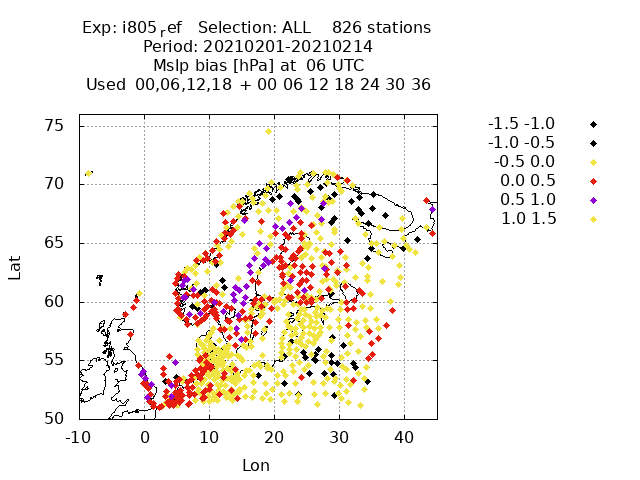 Exp: i805ref Selection: ALL 826 stations
Period: 20210201-20210214
Mslp bias [hPa] at 06 UTC
Used 00,06,12,18 + 00 06 12 18 24 30 36
-1.5 -1.0
-1.0 -0.5
-0.5 0.0
0.0 0.5
0.5 1.0
1.0 1.5
75
70
65
60
55
50
Lat
-10 0 10 20 30 40
Lon